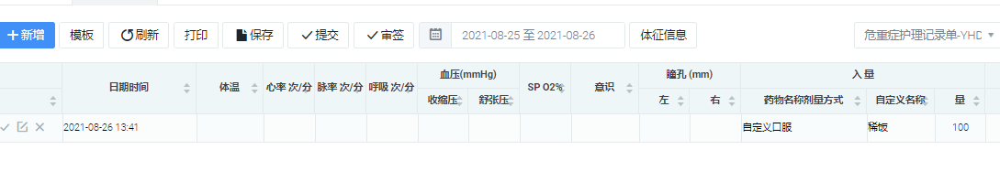 新增 模板 刷新 打印 保存 提交 审签 2021-08-25 至 2021-08-26 体征信息 危重症护理记录单-YHD
血压(mmHg) 瞳孔 (mm) 入 量
日期时间 体温 心率 次/分 脉率 次/分 呼吸 次/分 SP O2% 意识
收缩压 舒张压 左 右 药物名称剂量方式 自定义名称 量
2021-08-26 13:41 自定义口服 稀饭 100